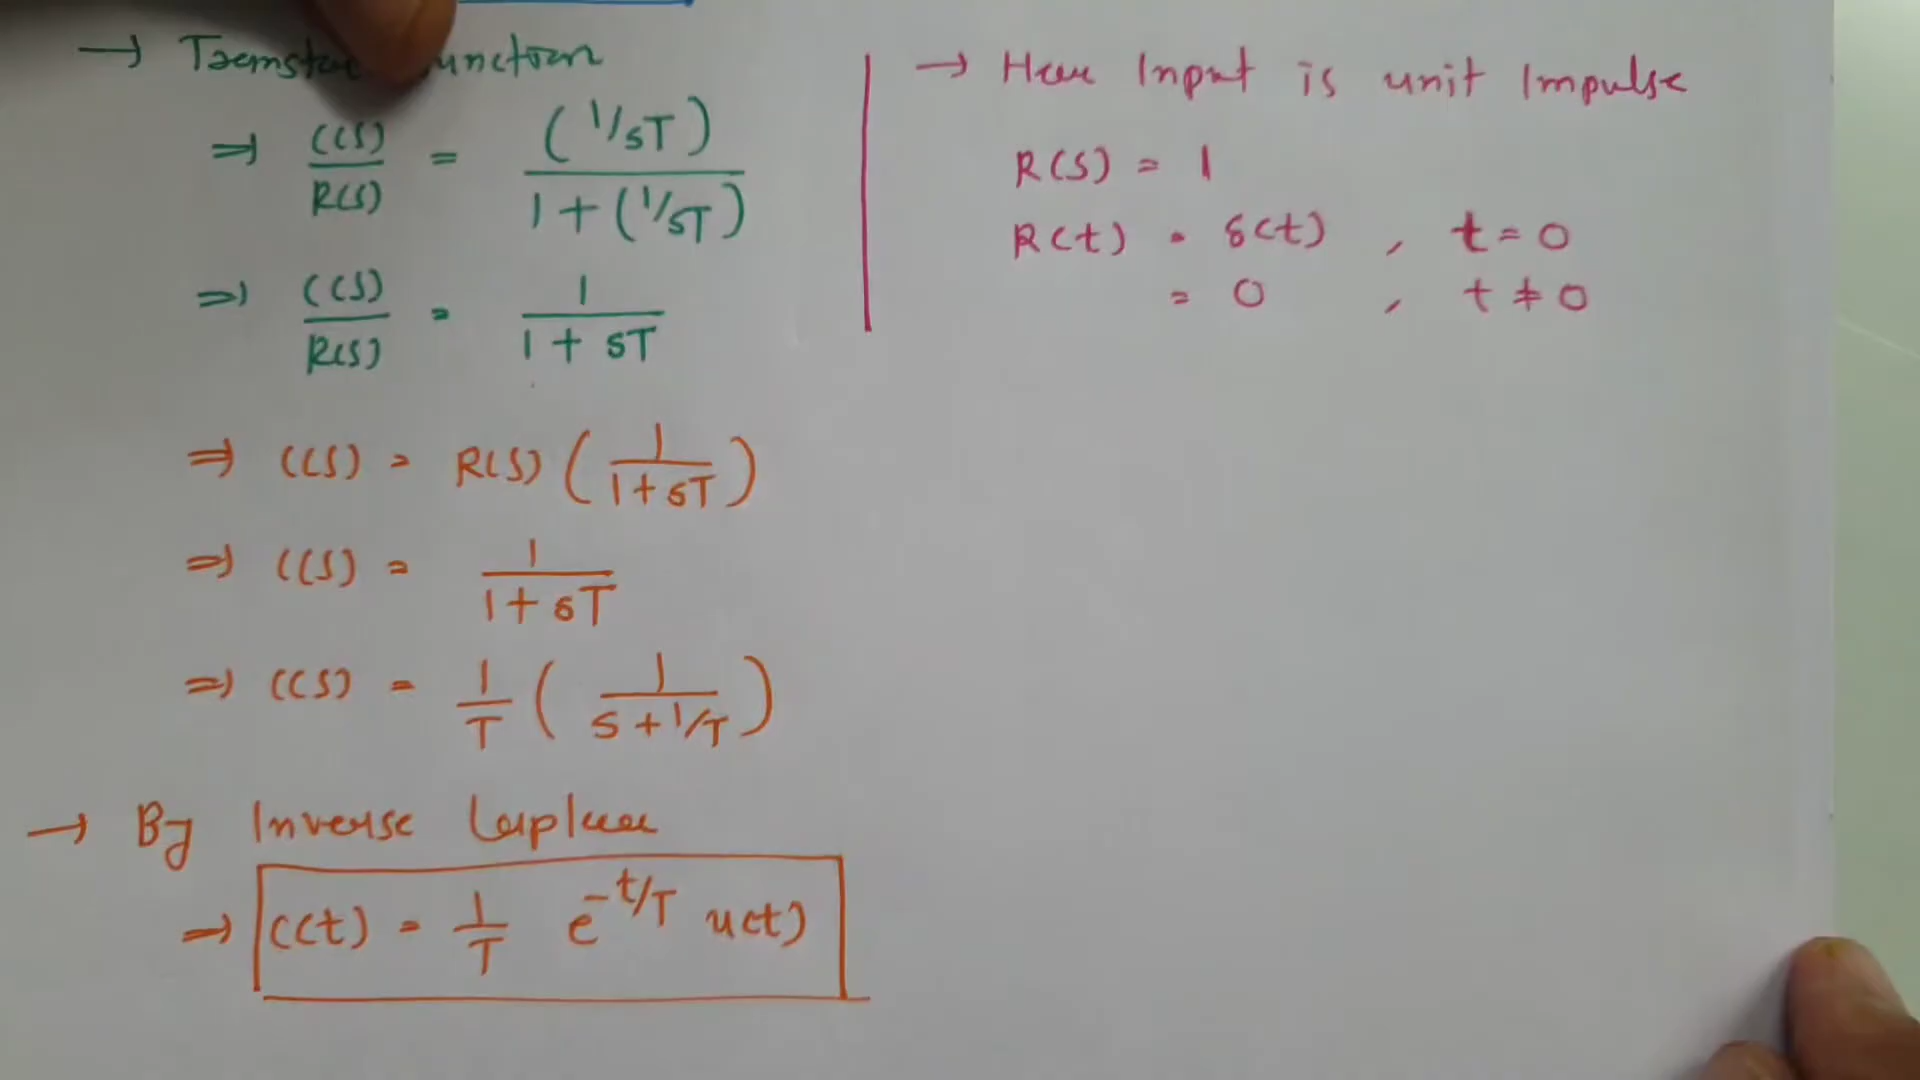 → function
⇒ C(S)/R(S) = (1/sT) / 1 + (1/sT)
⇒ C(S)/R(S) = 1 / 1 + sT
⇒ C(S) = R(S) ( 1 / 1 + sT )
⇒ C(S) = 1 / 1 + sT
⇒ C(S) = 1/T ( 1 / S + 1/T )
→ By Inverse Laplace
⇒ C(t) = 1/T e^-t/T u(t)
→ Here Input is unit Impulse
R(S) = 1
R(t) = δ(t) , t = 0
= 0 , t ≠ 0